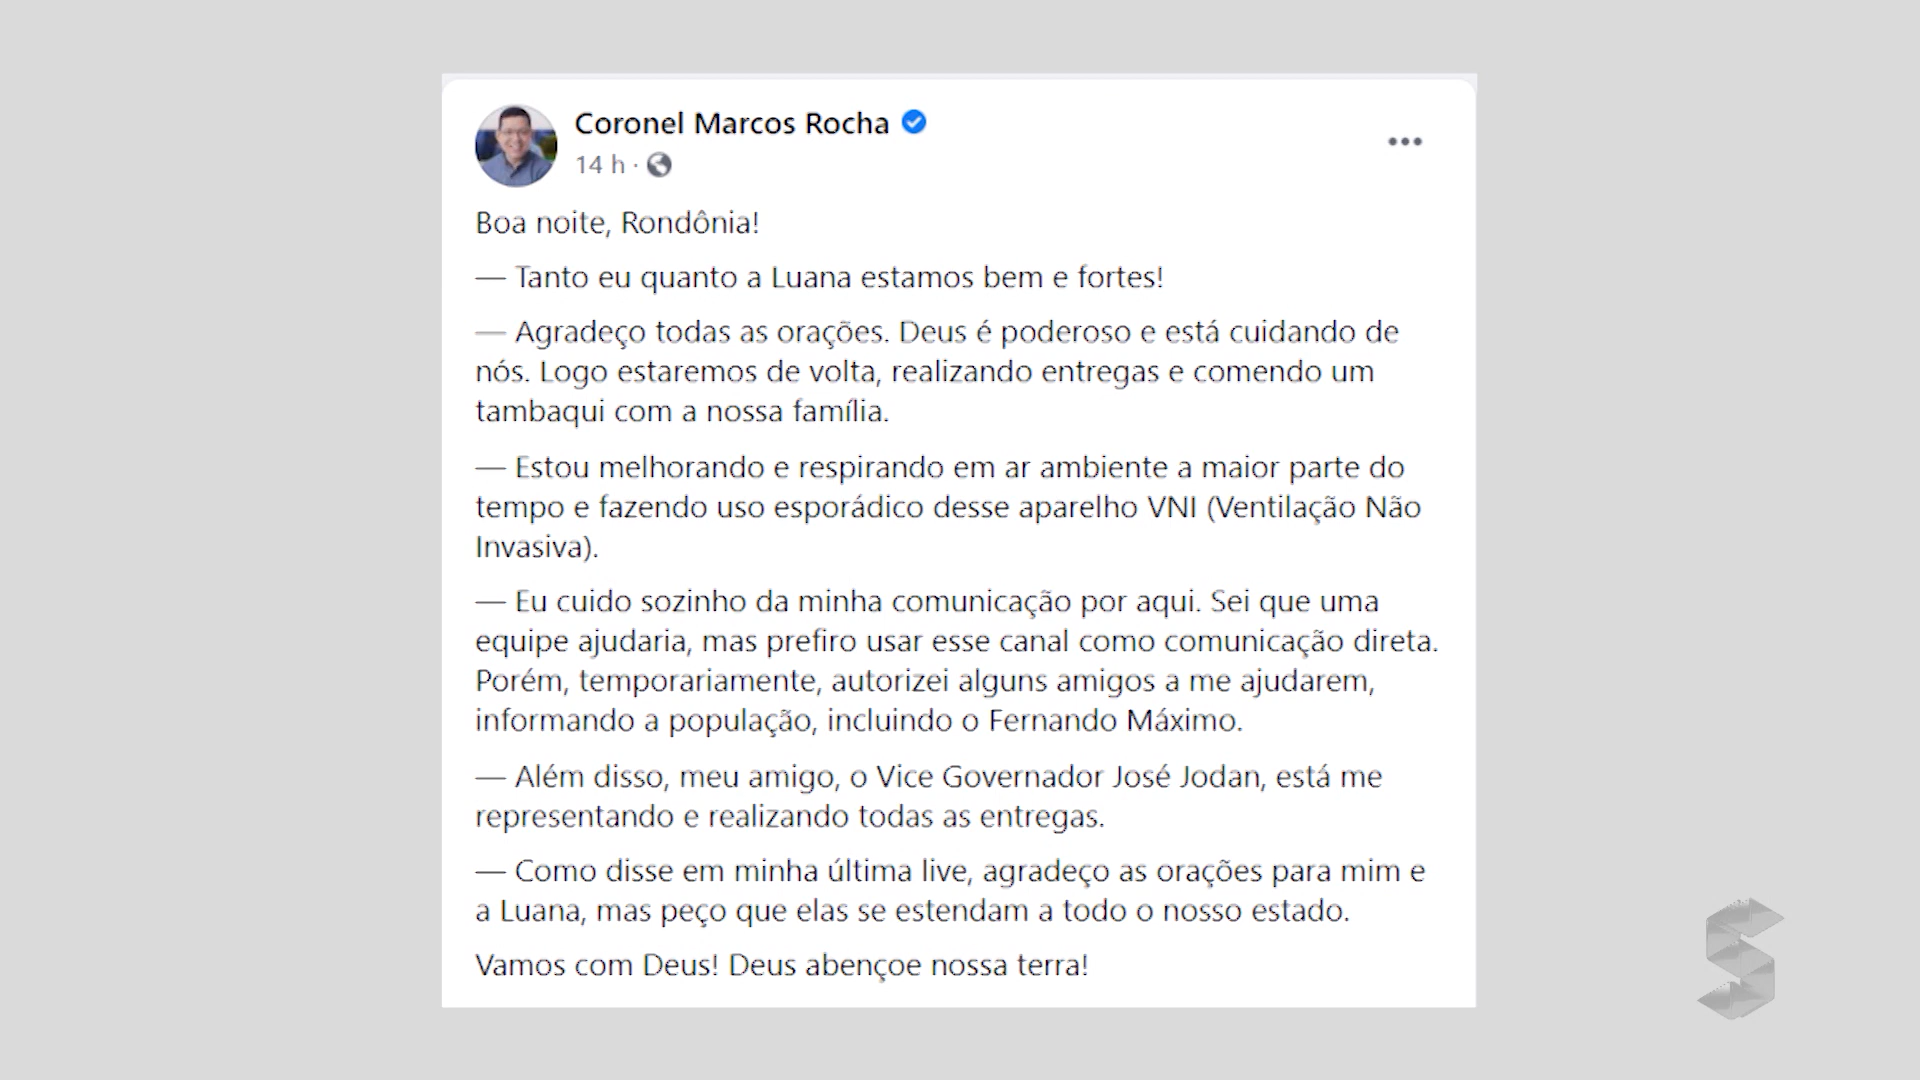 Coronel Marcos Rocha
14 h ·
Boa noite, Rondônia!
— Tanto eu quanto a Luana estamos bem e fortes!
— Agradeço todas as orações. Deus é poderoso e está cuidando de
nós. Logo estaremos de volta, realizando entregas e comendo um
tambaqui com a nossa família.
— Estou melhorando e respirando em ar ambiente a maior parte do
tempo e fazendo uso esporádico desse aparelho VNI (Ventilação Não
Invasiva).
— Eu cuido sozinho da minha comunicação por aqui. Sei que uma
equipe ajudaria, mas prefiro usar esse canal como comunicação direta.
Porém, temporariamente, autorizei alguns amigos a me ajudarem,
informando a população, incluindo o Fernando Máximo.
— Além disso, meu amigo, o Vice Governador José Jodan, está me
representando e realizando todas as entregas.
— Como disse em minha última live, agradeço as orações para mim e
a Luana, mas peço que elas se estendam a todo o nosso estado.
Vamos com Deus! Deus abençoe nossa terra!
S